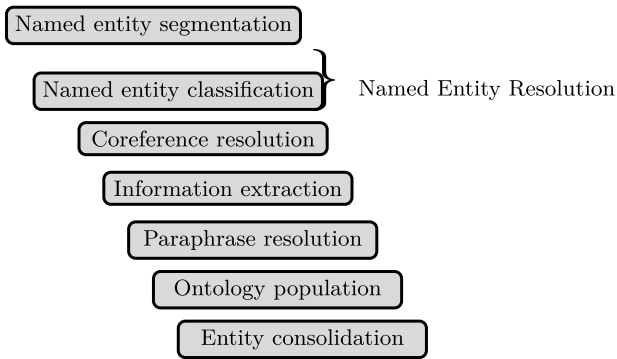 Named entity segmentation
Named entity classification
Named Entity Resolution
Coreference resolution
Information extraction
Paraphrase resolution
Ontology population
Entity consolidation